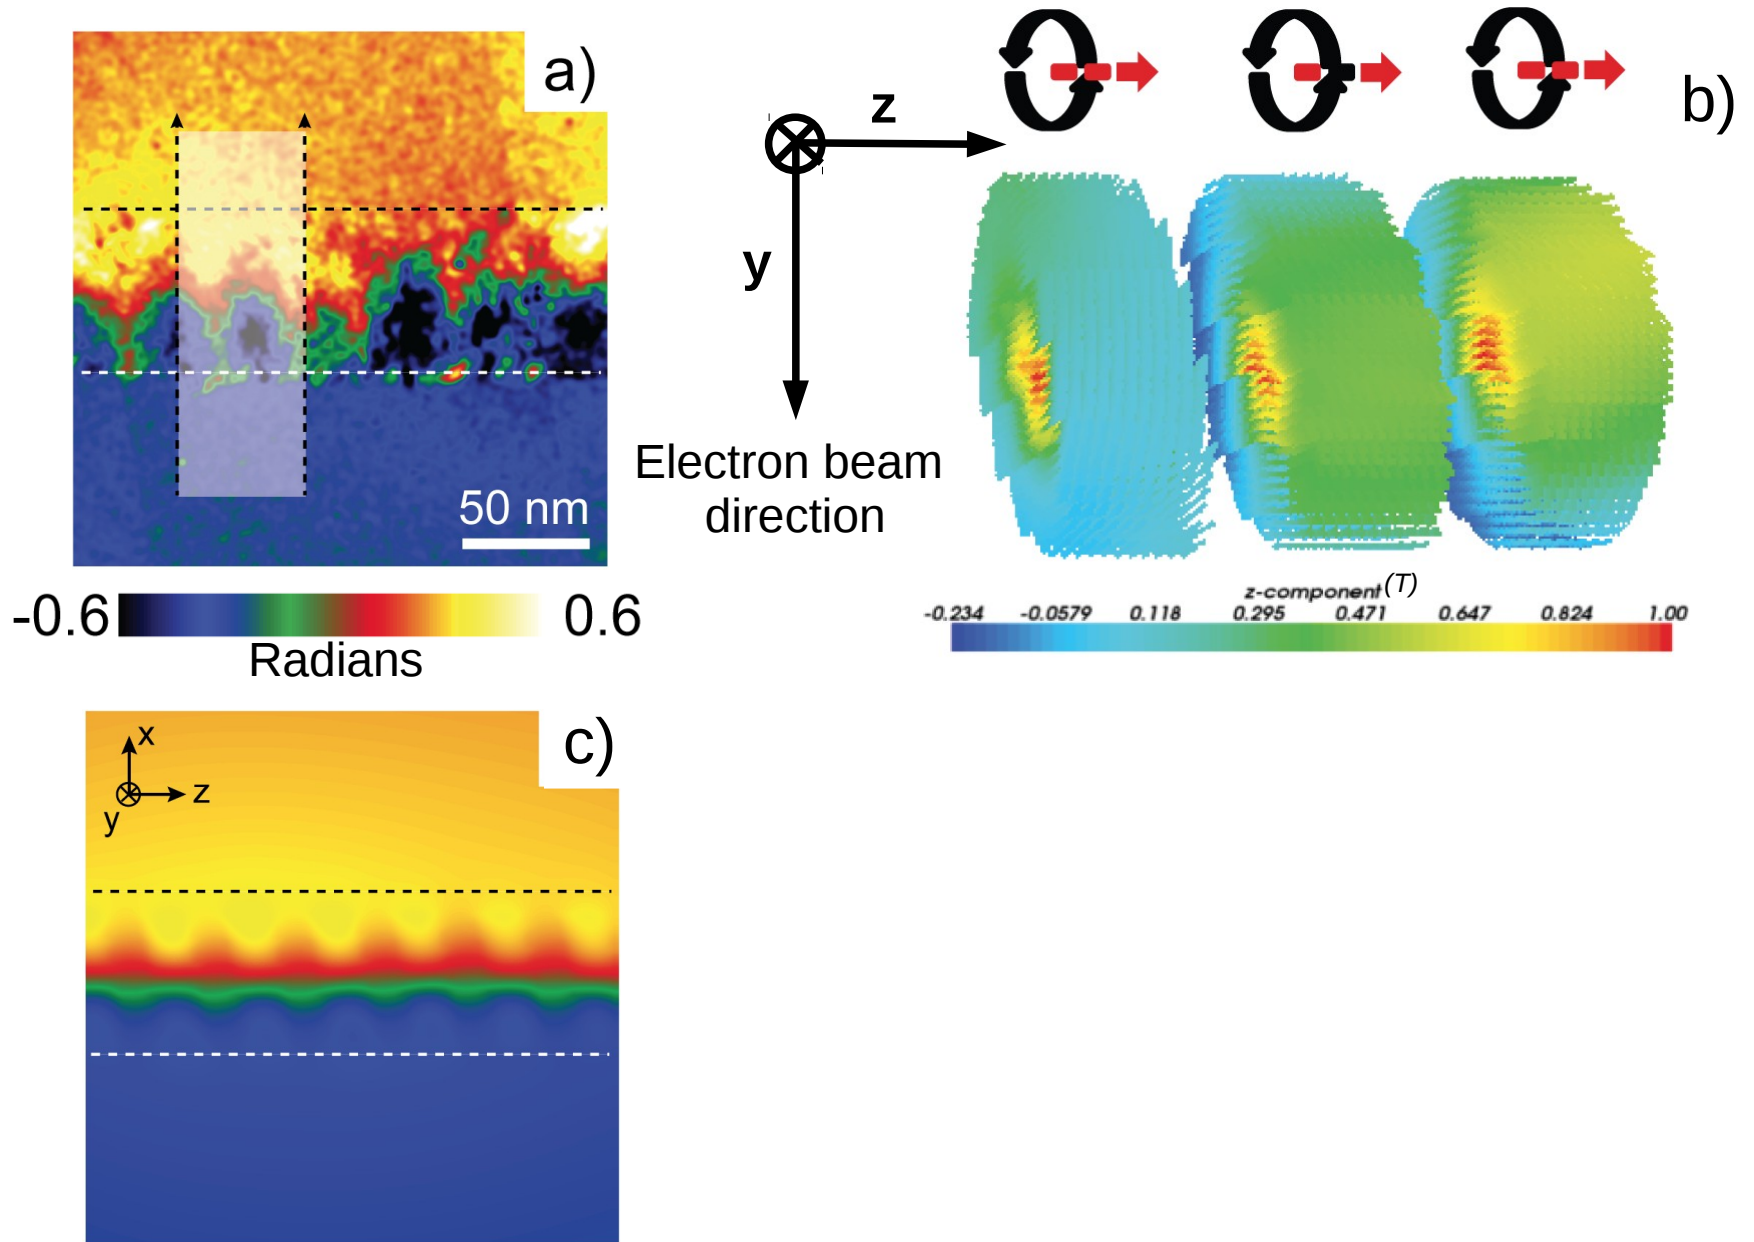 a)
50 nm
-0.6
0.6
Radians
z
y
Electron beam
direction
b)
z-component (T)
-0.234 -0.0579 0.118 0.295 0.471 0.647 0.824 1.00
c)
x
z
y